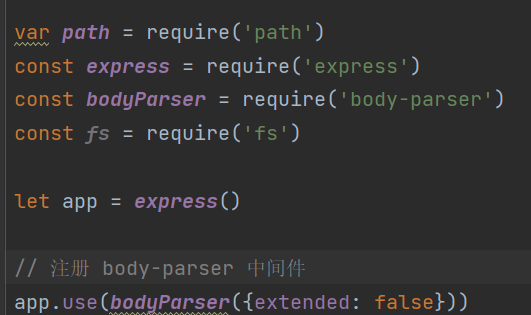 var path = require('path')
const express = require('express')
const bodyParser = require('body-parser')
const fs = require('fs')
let app = express()
// 注册 body-parser 中间件
app.use(bodyParser({extended: false}))